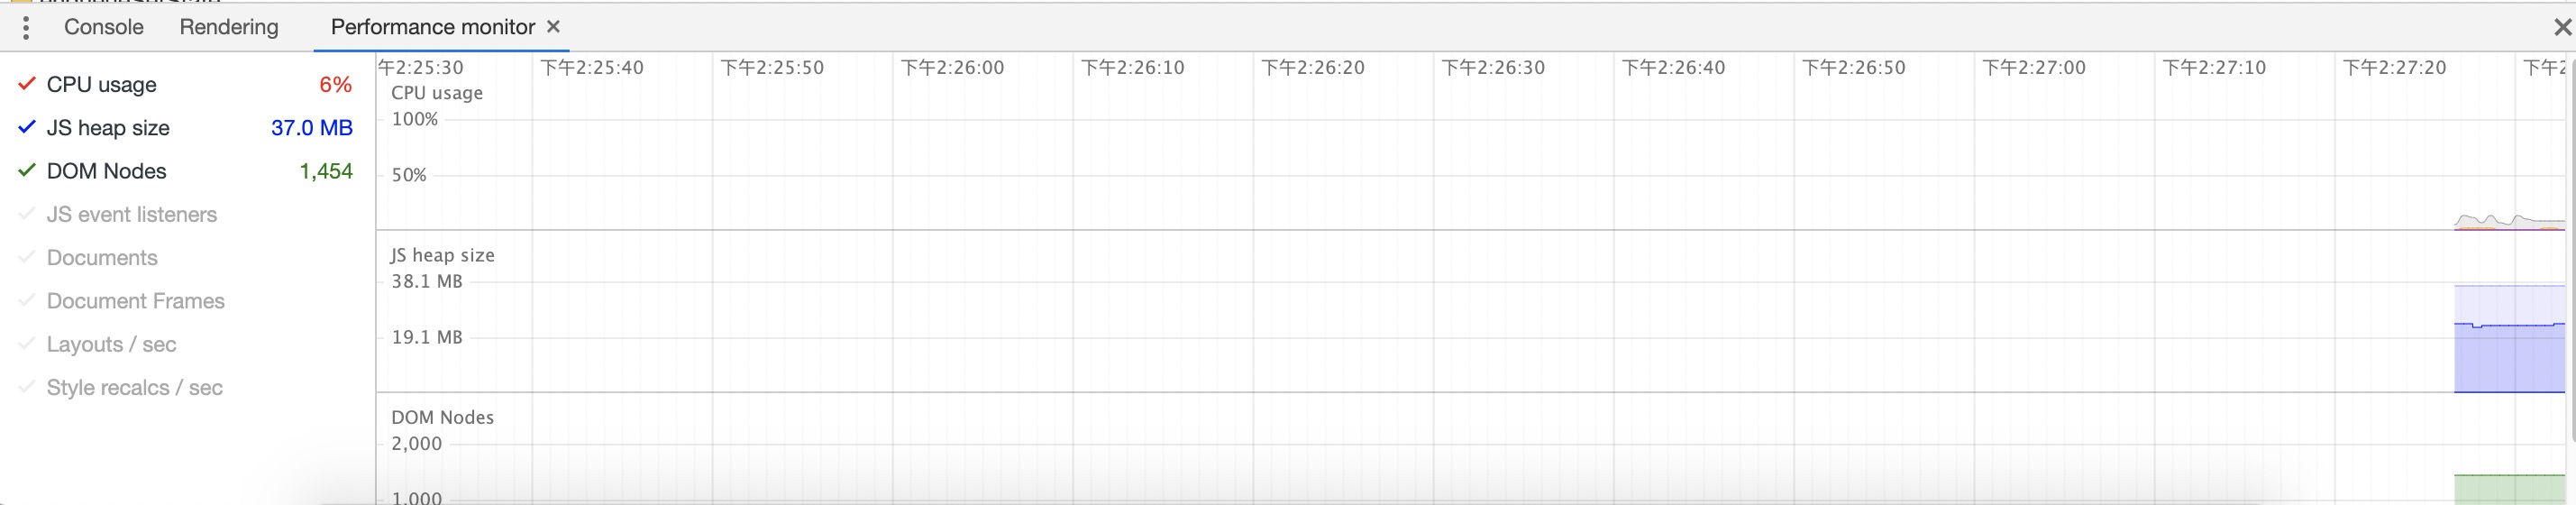 Console Rendering Performance monitor
CPU usage 6%
JS heap size 37.0 MB
DOM Nodes 1,454
JS event listeners
Documents
Document Frames
Layouts / sec
Style recalcs / sec
午2:25:30 下午2:25:40 下午2:25:50 下午2:26:00 下午2:26:10 下午2:26:20 下午2:26:30 下午2:26:40 下午2:26:50 下午2:27:00 下午2:27:10 下午2:27:20 下午2
CPU usage
100%
50%
JS heap size
38.1 MB
19.1 MB
DOM Nodes
2,000
1,000